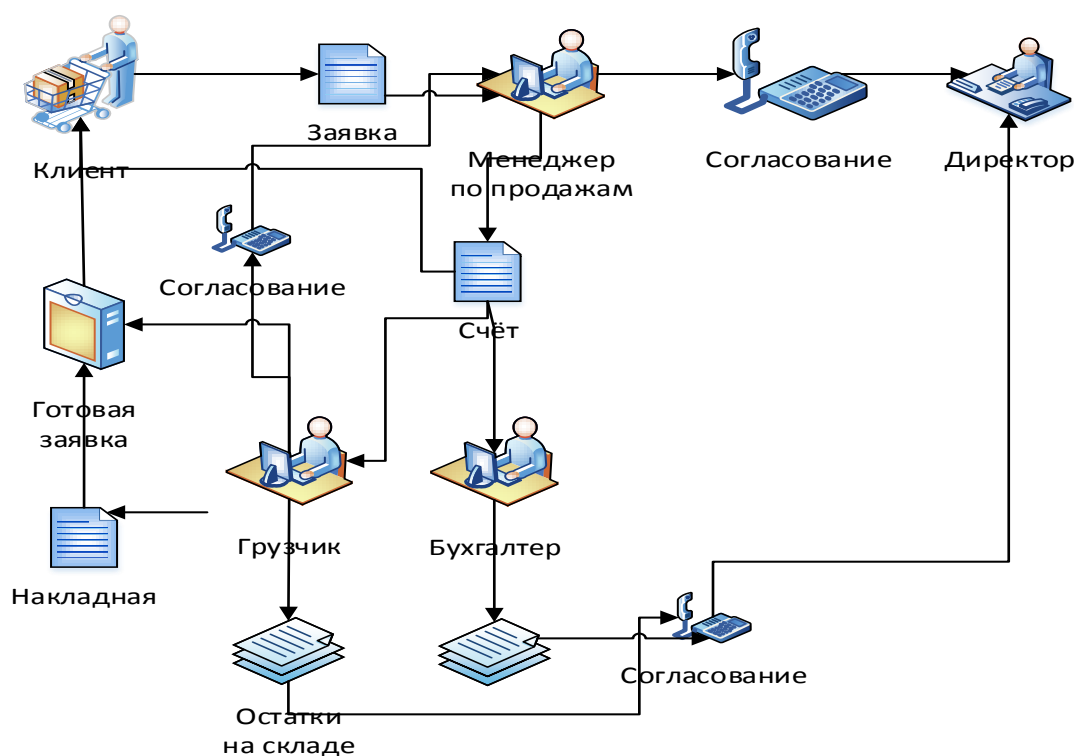 Заявка
Клиент
Менеджер
по продажам
Согласование
Директор
Согласование
Счёт
Готовая
заявка
Грузчик
Бухгалтер
Накладная
Согласование
Остатки
на складе